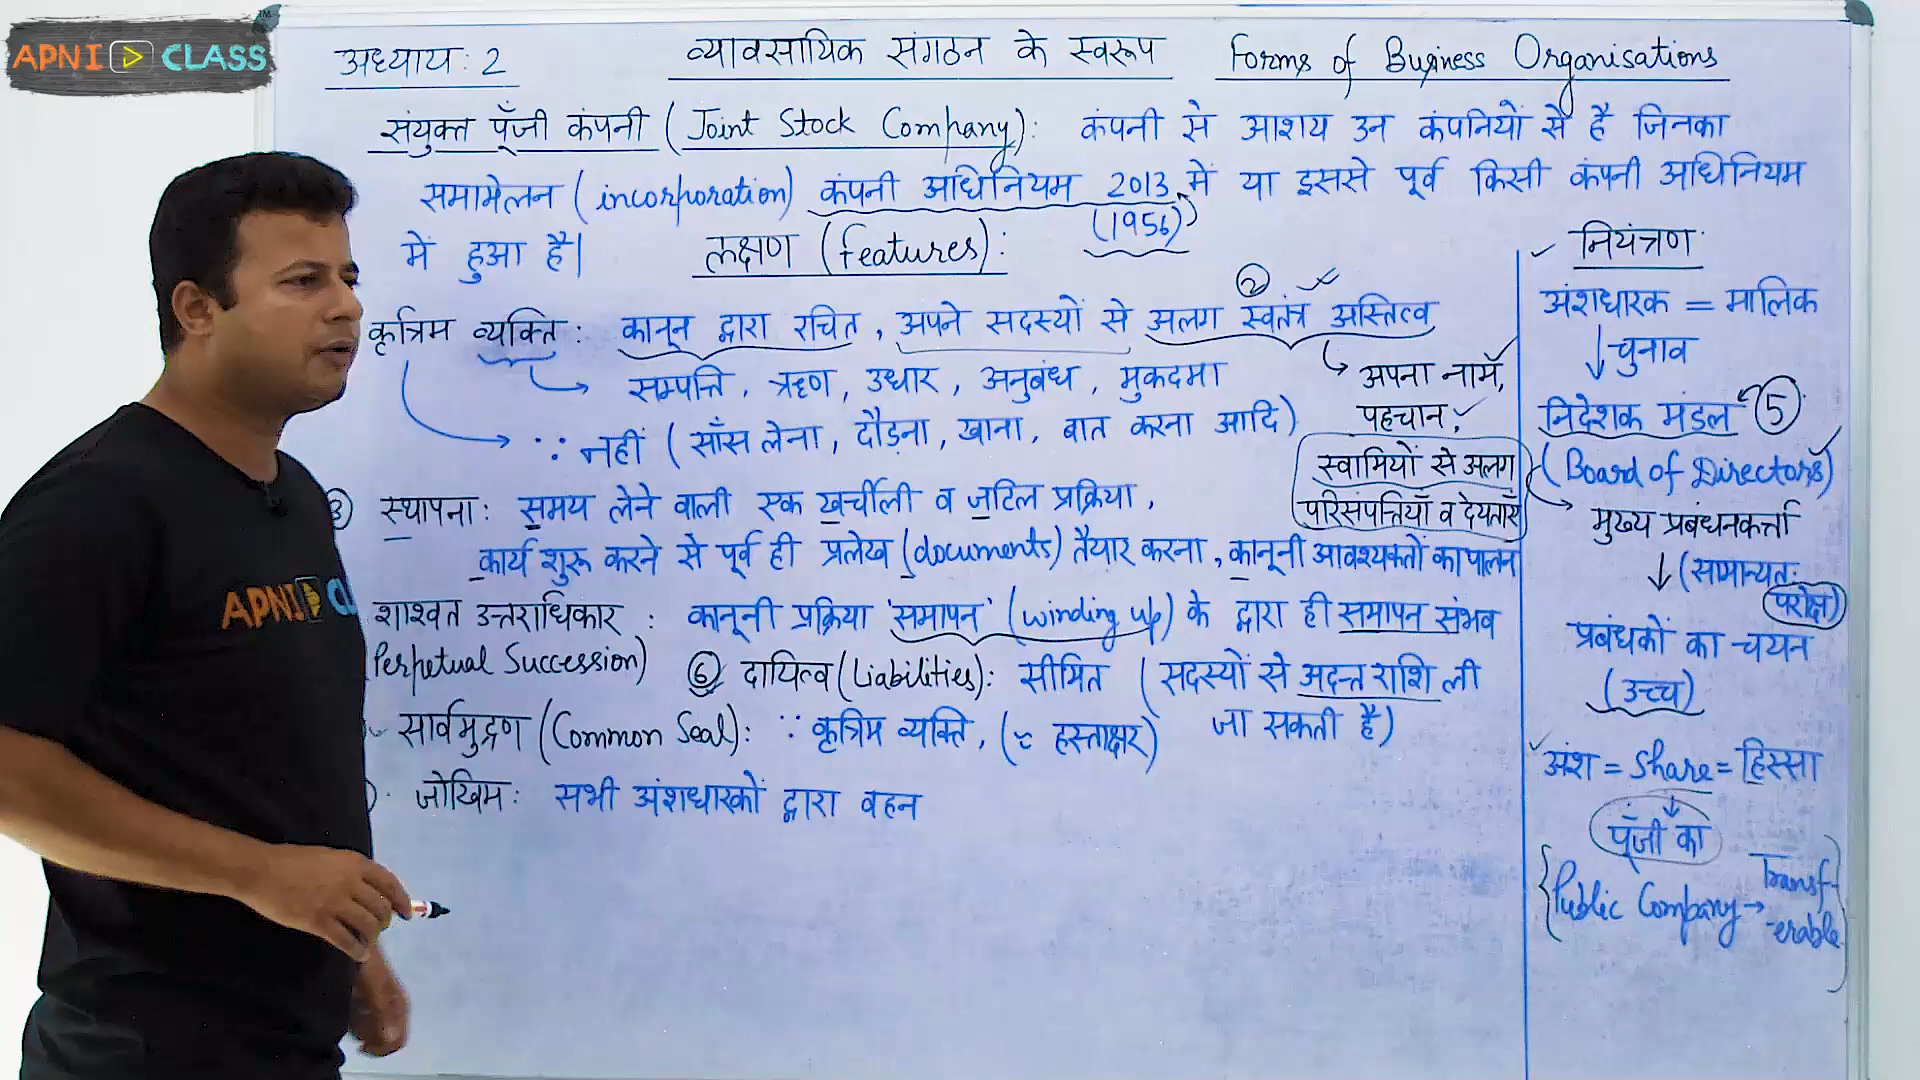 APNI CLASS
अध्याय : 2 व्यावसायिक संगठन के स्वरूप Forms of Business Organisations
संयुक्त पूँजी कंपनी (Joint Stock Company): कंपनी से आशय उन कंपनियों से है जिनका
समामेलन (incorporation) कंपनी अधिनियम 2013 में या इससे पूर्व किसी कंपनी अधिनियम
(1956)
में हुआ है| लक्षण (features):
② कृत्रिम व्यक्ति : कानून द्वारा रचित, अपने सदस्यों से अलग स्वतंत्र अस्तित्व
→ सम्पत्ति, ऋण, उधार, अनुबंध, मुकदमा → अपना नाम,
पहचान,
→ ∵ नहीं (साँस लेना, दौड़ना, खाना, बात करना आदि)
स्वामियों से अलग
परिसंपत्तियाँ व देयताएँ
③ स्थापना : समय लेने वाली एक खर्चीली व जटिल प्रक्रिया,
कार्य शुरू करने से पूर्व ही प्रलेख (documents) तैयार करना, कानूनी आवश्यकतों का पालन
शाश्वत उत्तराधिकार : कानूनी प्रक्रिया 'समापन' (winding up) के द्वारा ही समापन संभव
Perpetual Succession) ⑥ दायित्व (Liabilities): सीमित (सदस्यों से अदत्त राशि ली
जा सकती है)
सार्वमुद्रण (Common Seal): ∵ कृत्रिम व्यक्ति, (∵ हस्ताक्षर)
जोखिम : सभी अंशधारकों द्वारा वहन
नियंत्रण
अंशधारक = मालिक
↓ चुनाव
निदेशक मंडल ⑤
(Board of Directors)
→ मुख्य प्रबंधनकर्त्ता
↓ (सामान्यतः
परोक्ष)
प्रबंधकों का चयन
(उच्च)
अंश = Share = हिस्सा
↓
पूँजी का
{Public Company → Transf-
erable}
APNI CL